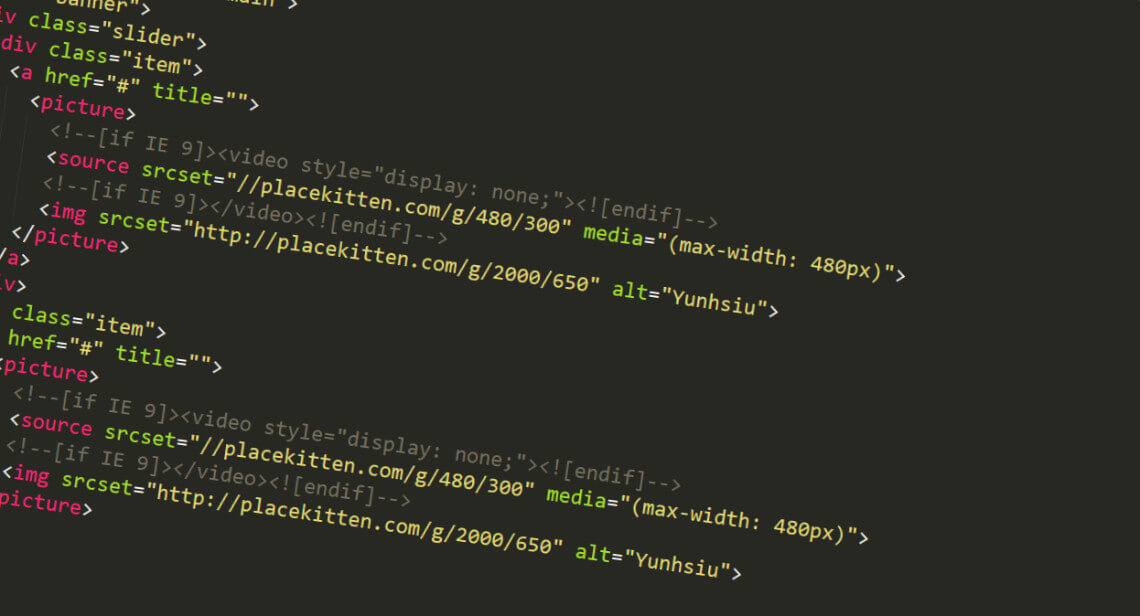 banner">
iv class="slider">
div class="item">
<a href="#" title="">
<picture>
<!--[if IE 9]><video style="display: none;"><![endif]-->
<source srcset="//placekitten.com/g/480/300" media="(max-width: 480px)">
<!--[if IE 9]></video><![endif]-->
<img srcset="http://placekitten.com/g/2000/650" alt="Yunhsiu">
</picture>
/a>
iv>
class="item">
href="#" title="">
<picture>
<!--[if IE 9]><video style="display: none;"><![endif]-->
<source srcset="//placekitten.com/g/480/300" media="(max-width: 480px)">
<!--[if IE 9]></video><![endif]-->
<img srcset="http://placekitten.com/g/2000/650" alt="Yunhsiu">
picture>